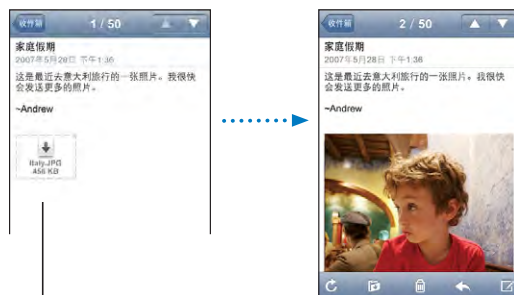 收件箱
1 / 50
家庭假期
2007年5月28日 下午1:36
这是最近去意大利旅行的一张照片。我很快
会发送更多的照片。
~Andrew
Italy.JPG
456 KB
收件箱
2 / 50
家庭假期
2007年5月28日 下午1:36
这是最近去意大利旅行的一张照片。我很快
会发送更多的照片。
~Andrew